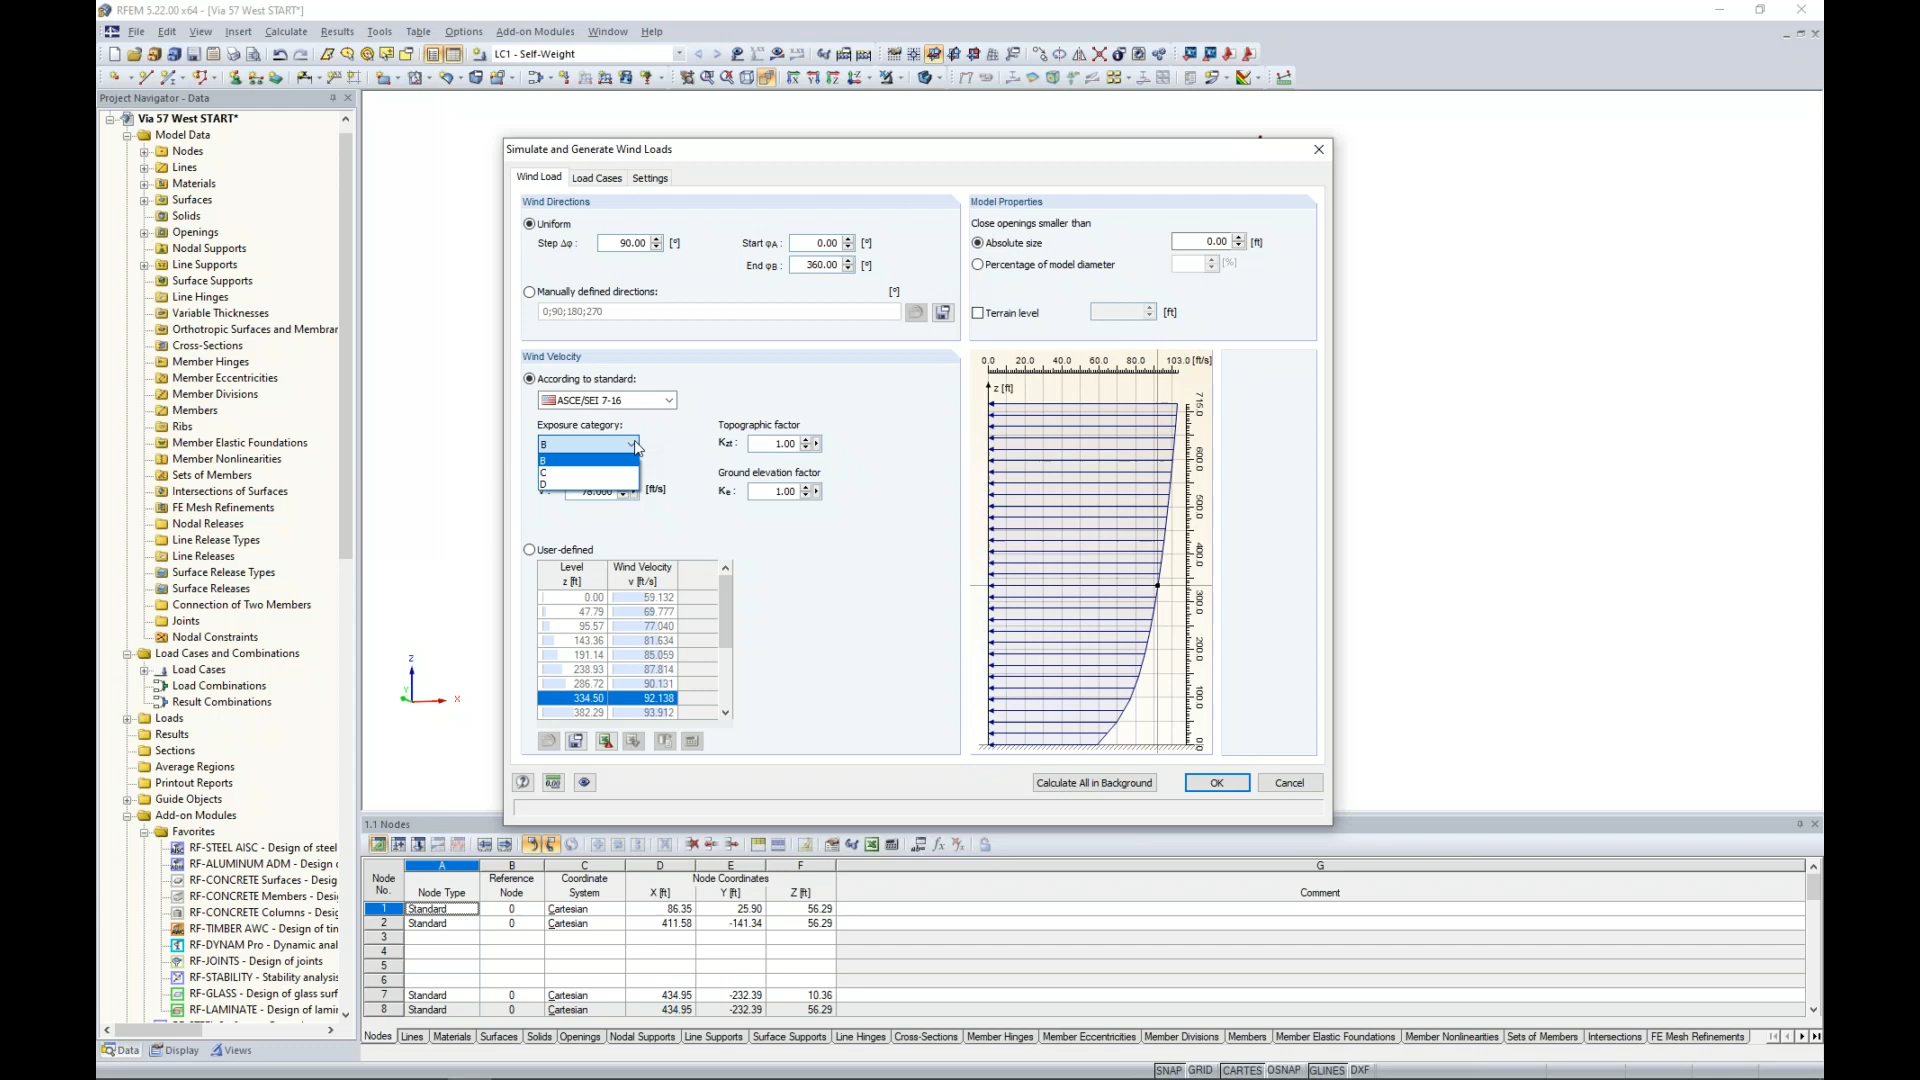 RFEM 5.22.00 x64 - [Via 57 West START*]
File Edit View Insert Calculate Results Tools Table Options Add-on Modules Window Help
LC1 - Self-Weight
Project Navigator - Data
Via 57 West START*
Model Data
Nodes
Lines
Materials
Surfaces
Solids
Openings
Nodal Supports
Line Supports
Surface Supports
Line Hinges
Variable Thicknesses
Orthotropic Surfaces and Membrar
Cross-Sections
Member Hinges
Member Eccentricities
Member Divisions
Members
Ribs
Member Elastic Foundations
Member Nonlinearities
Sets of Members
Intersections of Surfaces
FE Mesh Refinements
Nodal Releases
Line Release Types
Line Releases
Surface Release Types
Surface Releases
Connection of Two Members
Joints
Nodal Constraints
Load Cases and Combinations
Load Cases
Load Combinations
Result Combinations
Loads
Results
Sections
Average Regions
Printout Reports
Guide Objects
Add-on Modules
Favorites
RF-STEEL AISC - Design of steel
RF-ALUMINUM ADM - Design o
RF-CONCRETE Surfaces - Desig
RF-CONCRETE Members - Desi
RF-CONCRETE Columns - Desig
RF-TIMBER AWC - Design of tin
RF-DYNAM Pro - Dynamic anal
RF-JOINTS - Design of joints
RF-STABILITY - Stability analysis
RF-GLASS - Design of glass surf
RF-LAMINATE - Design of lamir
Data Display Views
Z
Y
X
Simulate and Generate Wind Loads
Wind Load Load Cases Settings
Wind Directions
Uniform
Step Δφ : 90.00 [°] Start φA : 0.00 [°]
End φB : 360.00 [°]
Manually defined directions: [°]
0;90;180;270
Model Properties
Close openings smaller than
Absolute size 0.00 [ft]
Percentage of model diameter [%]
Terrain level [ft]
Wind Velocity
According to standard:
ASCE/SEI 7-16
Exposure category: Topographic factor
B Kzt : 1.00
B
C Ground elevation factor
D
V : 78.000 [ft/s] Ke : 1.00
User-defined
Level Wind Velocity
z [ft] v [ft/s]
0.00 59.132
47.79 69.777
95.57 77.040
143.36 81.634
191.14 85.059
238.93 87.814
286.72 90.131
334.50 92.138
382.29 93.912
0.0 20.0 40.0 60.0 80.0 103.0 [ft/s]
z [ft]
715.0
600.0
500.0
400.0
300.0
200.0
100.0
0.0
Calculate All in Background OK Cancel
1.1 Nodes
A B C D E F G
Node Reference Coordinate Node Coordinates
No. Node Type Node System X [ft] Y [ft] Z [ft] Comment
1 Standard 0 Cartesian 86.35 25.90 56.29
2 Standard 0 Cartesian 411.58 -141.34 56.29
3
4
5
6
7 Standard 0 Cartesian 434.95 -232.39 10.36
8 Standard 0 Cartesian 434.95 -232.39 56.29
Nodes Lines Materials Surfaces Solids Openings Nodal Supports Line Supports Surface Supports Line Hinges Cross-Sections Member Hinges Member Eccentricities Member Divisions Members Member Elastic Foundations Member Nonlinearities Sets of Members Intersections FE Mesh Refinements
SNAP GRID CARTES OSNAP GLINES DXF